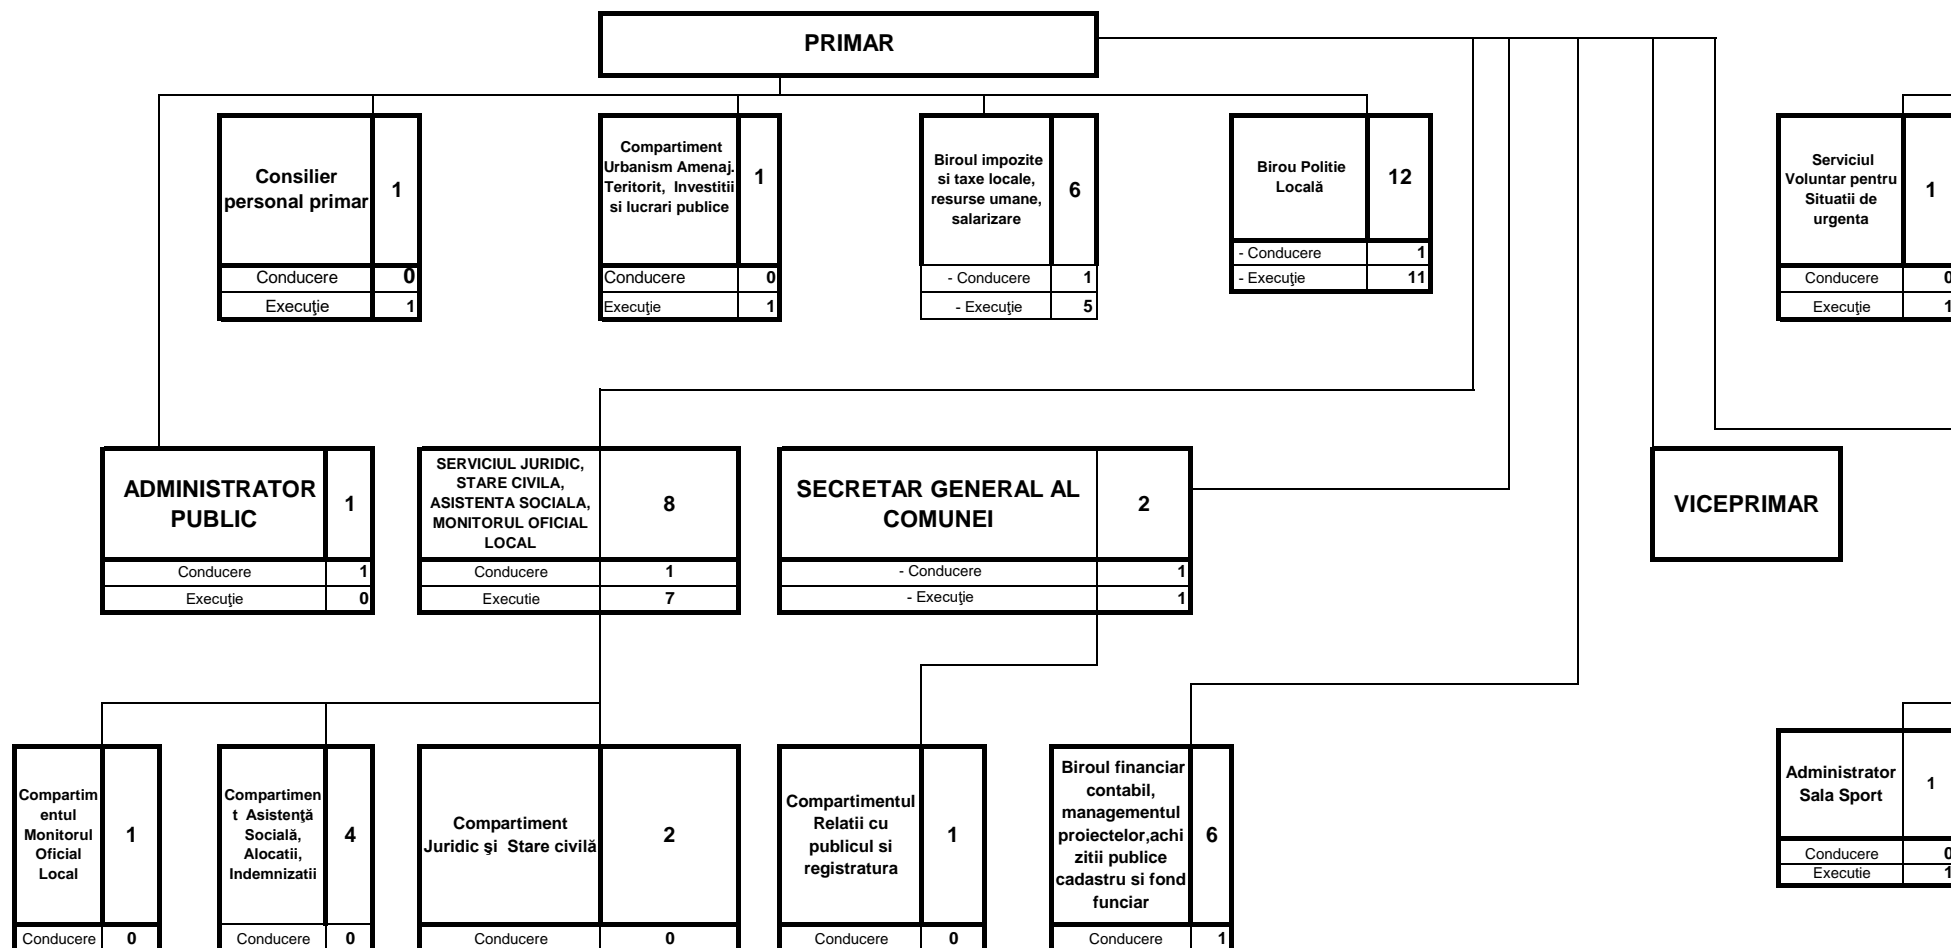 PRIMAR
Consilier
personal primar
1
Conducere
0
Execuţie
1
Compartiment
Urbanism Amenaj.
Teritorit, Investitii
si lucrari publice
1
Conducere
0
Execuţie
1
Biroul impozite
si taxe locale,
resurse umane,
salarizare
6
- Conducere
1
- Execuţie
5
Birou Politie
Locală
12
- Conducere
1
- Execuţie
11
Serviciul
Voluntar pentru
Situatii de
urgenta
1
Conducere
0
Execuţie
1
ADMINISTRATOR
PUBLIC
1
Conducere
1
Execuţie
0
SERVICIUL JURIDIC,
STARE CIVILA,
ASISTENTA SOCIALA,
MONITORUL OFICIAL
LOCAL
8
Conducere
1
Executie
7
SECRETAR GENERAL AL
COMUNEI
2
- Conducere
1
- Execuţie
1
VICEPRIMAR
Compartim
entul
Monitorul
Oficial
Local
1
Conducere
0
Compartimen
t Asistenţă
Socială,
Alocatii,
Indemnizatii
4
Conducere
0
Compartiment
Juridic şi Stare civilă
2
Conducere
0
Compartimentul
Relatii cu
publicul si
registratura
1
Conducere
0
Biroul financiar
contabil,
managementul
proiectelor,achi
zitii publice
cadastru si fond
funciar
6
Conducere
1
Administrator
Sala Sport
1
Conducere
0
Executie
1